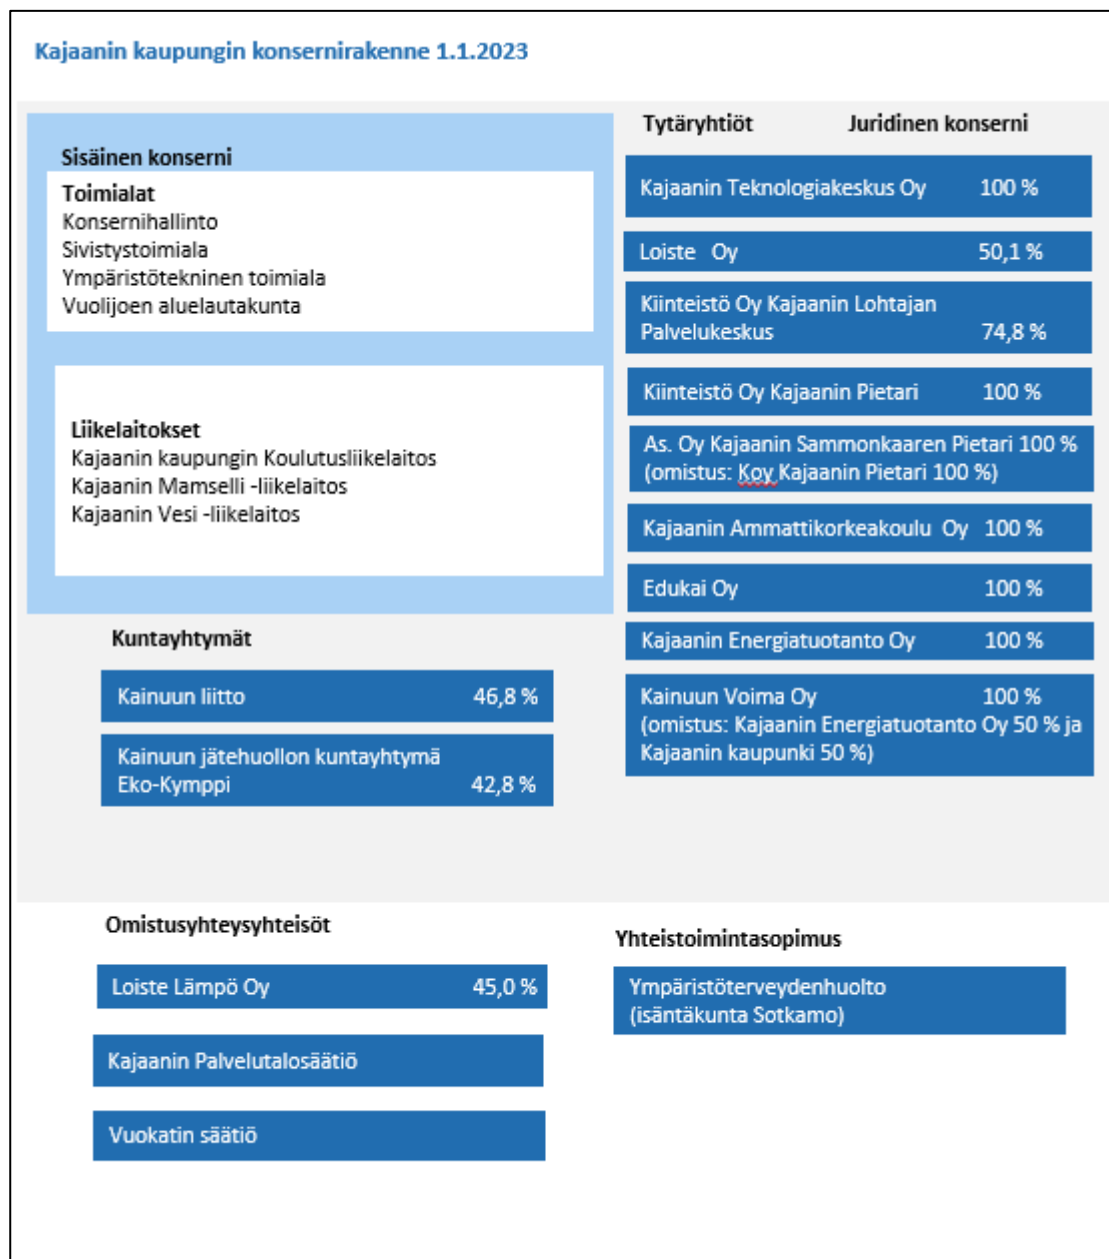 Kajaanin kaupungin konsernirakenne 1.1.2023
Sisäinen konserni
Toimialat
Konsernihallinto
Sivistystoimiala
Ympäristötekninen toimiala
Vuolijoen aluelautakunta
Liikelaitokset
Kajaanin kaupungin Koulutusliikelaitos
Kajaanin Mamselli -liikelaitos
Kajaanin Vesi -liikelaitos
Tytäryhtiöt Juridinen konserni
Kajaanin Teknologiakeskus Oy 100 %
Loiste Oy 50,1 %
Kiinteistö Oy Kajaanin Lohtajan
Palvelukeskus 74,8 %
Kiinteistö Oy Kajaanin Pietari 100 %
As. Oy Kajaanin Sammonkaaren Pietari 100 %
(omistus: Koy Kajaanin Pietari 100 %)
Kajaanin Ammattikorkeakoulu Oy 100 %
Edukai Oy 100 %
Kajaanin Energiatuotanto Oy 100 %
Kainuun Voima Oy 100 %
(omistus: Kajaanin Energiatuotanto Oy 50 % ja
Kajaanin kaupunki 50 %)
Kuntayhtymät
Kainuun liitto 46,8 %
Kainuun jätehuollon kuntayhtymä
Eko-Kymppi 42,8 %
Omistusyhteysyhteisöt
Loiste Lämpö Oy 45,0 %
Kajaanin Palvelutalosäätiö
Vuokatin säätiö
Yhteistoimintasopimus
Ympäristöterveydenhuolto
(isäntäkunta Sotkamo)